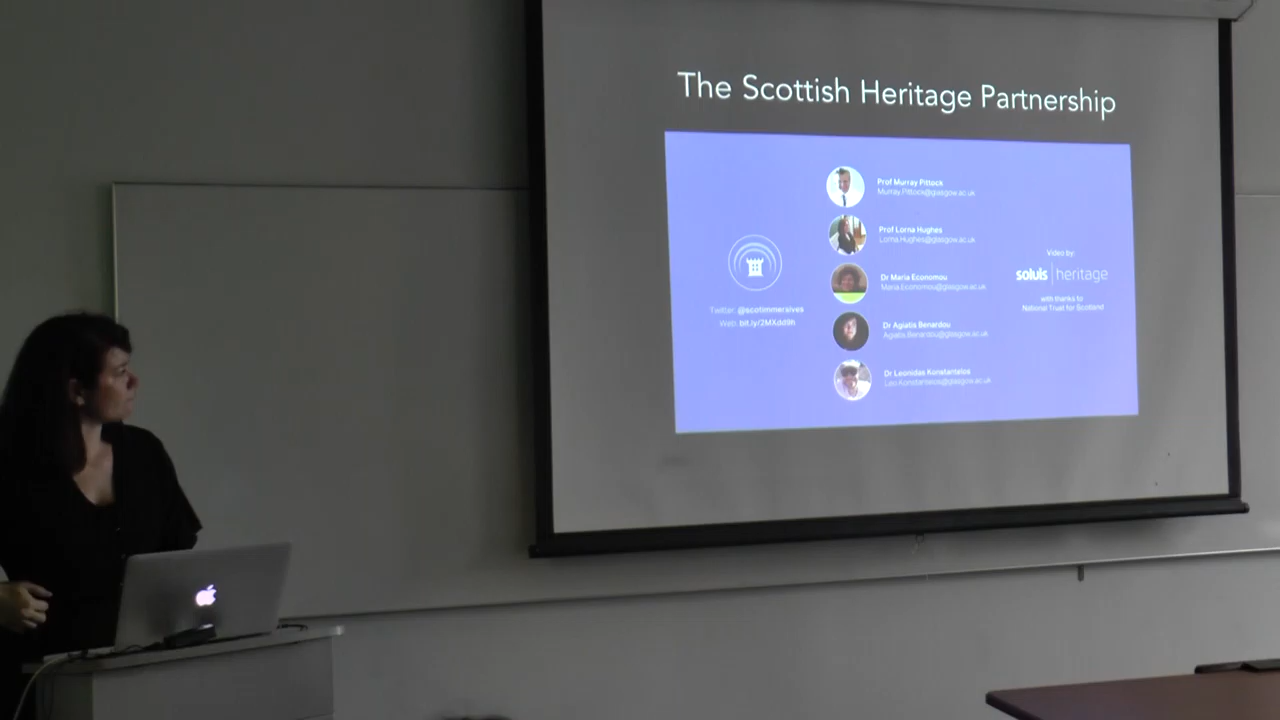 The Scottish Heritage Partnership
Twitter: @scotimmersives
Web: bit.ly/2MXdd9h
Prof Murray Pittock
Murray.Pittock@glasgow.ac.uk
Prof Lorna Hughes
Lorna.Hughes@glasgow.ac.uk
Dr Maria Economou
Maria.Economou@glasgow.ac.uk
Dr Agiatis Benardou
Agiatis.Benardou@glasgow.ac.uk
Dr Leonidas Konstantelos
Leo.Konstantelos@glasgow.ac.uk
Video by:
soluis | heritage
with thanks to
National Trust for Scotland